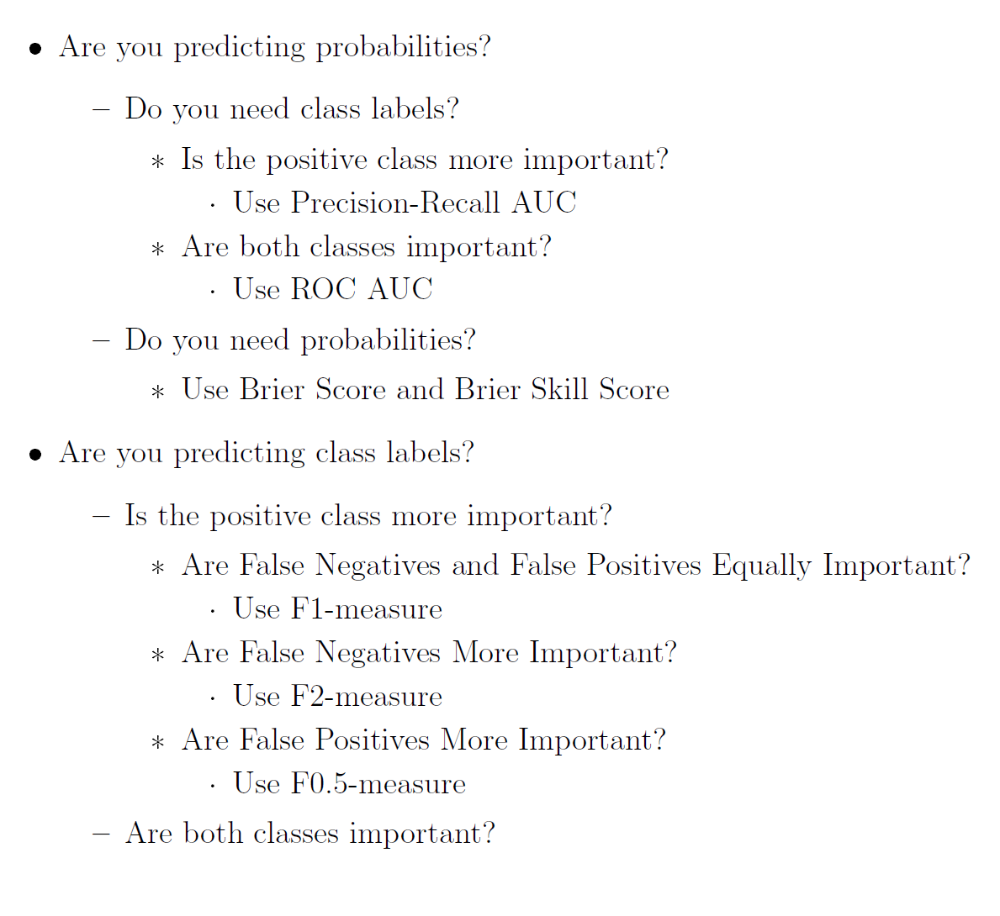 • Are you predicting probabilities?
– Do you need class labels?
∗ Is the positive class more important?
· Use Precision-Recall AUC
∗ Are both classes important?
· Use ROC AUC
– Do you need probabilities?
∗ Use Brier Score and Brier Skill Score
• Are you predicting class labels?
– Is the positive class more important?
∗ Are False Negatives and False Positives Equally Important?
· Use F1-measure
∗ Are False Negatives More Important?
· Use F2-measure
∗ Are False Positives More Important?
· Use F0.5-measure
– Are both classes important?